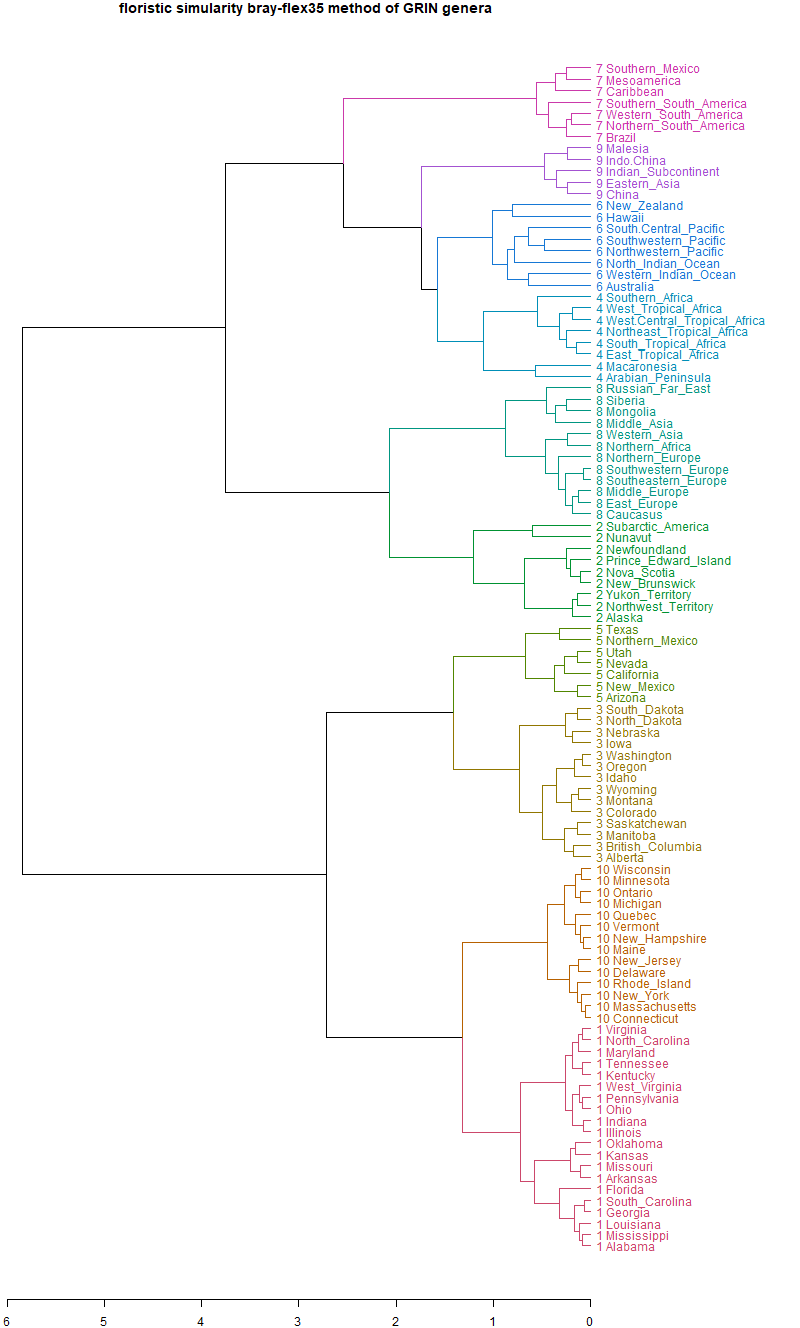 floristic simularity bray-flex35 method of GRIN genera
7 Southern_Mexico
7 Mesoamerica
7 Caribbean
7 Southern_South_America
7 Western_South_America
7 Northern_South_America
7 Brazil
9 Malesia
9 Indo.China
9 Indian_Subcontinent
9 Eastern_Asia
9 China
6 New_Zealand
6 Hawaii
6 South.Central_Pacific
6 Southwestern_Pacific
6 Northwestern_Pacific
6 North_Indian_Ocean
6 Western_Indian_Ocean
6 Australia
4 Southern_Africa
4 West_Tropical_Africa
4 West.Central_Tropical_Africa
4 Northeast_Tropical_Africa
4 South_Tropical_Africa
4 East_Tropical_Africa
4 Macaronesia
4 Arabian_Peninsula
8 Russian_Far_East
8 Siberia
8 Mongolia
8 Middle_Asia
8 Western_Asia
8 Northern_Africa
8 Northern_Europe
8 Southwestern_Europe
8 Southeastern_Europe
8 Middle_Europe
8 East_Europe
8 Caucasus
2 Subarctic_America
2 Nunavut
2 Newfoundland
2 Prince_Edward_Island
2 Nova_Scotia
2 New_Brunswick
2 Yukon_Territory
2 Northwest_Territory
2 Alaska
5 Texas
5 Northern_Mexico
5 Utah
5 Nevada
5 California
5 New_Mexico
5 Arizona
3 South_Dakota
3 North_Dakota
3 Nebraska
3 Iowa
3 Washington
3 Oregon
3 Idaho
3 Wyoming
3 Montana
3 Colorado
3 Saskatchewan
3 Manitoba
3 British_Columbia
3 Alberta
10 Wisconsin
10 Minnesota
10 Ontario
10 Michigan
10 Quebec
10 Vermont
10 New_Hampshire
10 Maine
10 New_Jersey
10 Delaware
10 Rhode_Island
10 New_York
10 Massachusetts
10 Connecticut
1 Virginia
1 North_Carolina
1 Maryland
1 Tennessee
1 Kentucky
1 West_Virginia
1 Pennsylvania
1 Ohio
1 Indiana
1 Illinois
1 Oklahoma
1 Kansas
1 Missouri
1 Arkansas
1 Florida
1 South_Carolina
1 Georgia
1 Louisiana
1 Mississippi
1 Alabama
6 5 4 3 2 1 0